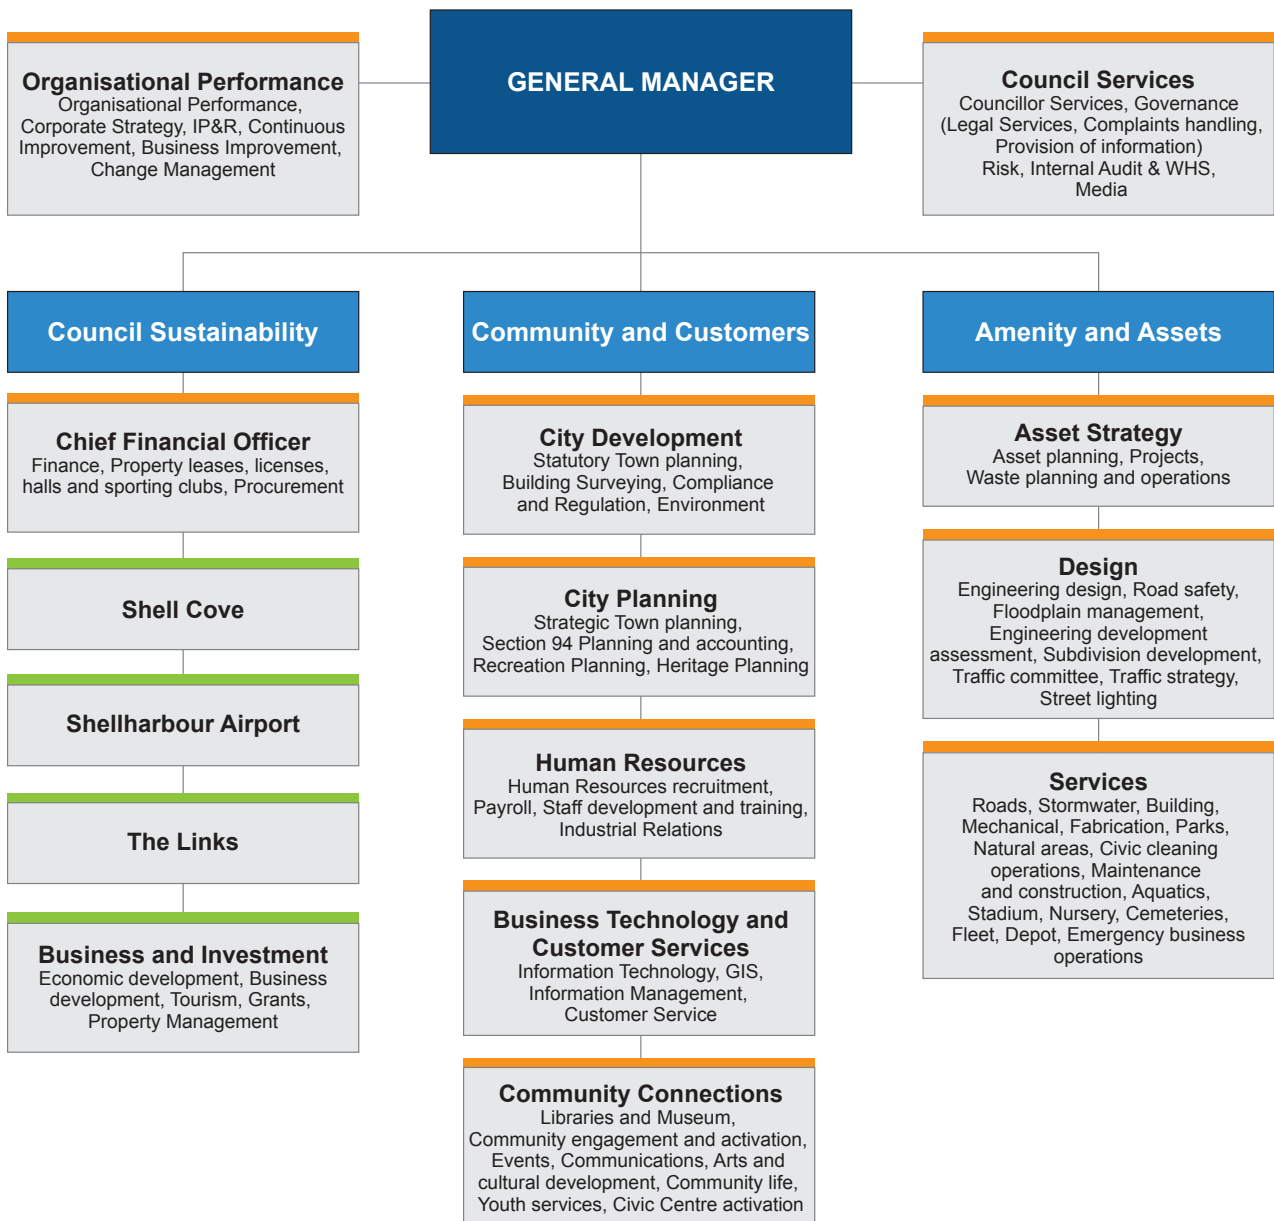 GENERAL MANAGER
Organisational Performance
Organisational Performance,
Corporate Strategy, IP&R, Continuous
Improvement, Business Improvement,
Change Management
Council Services
Councillor Services, Governance
(Legal Services, Complaints handling,
Provision of information)
Risk, Internal Audit & WHS,
Media
Council Sustainability
Chief Financial Officer
Finance, Property leases, licenses,
halls and sporting clubs, Procurement
Shell Cove
Shellharbour Airport
The Links
Business and Investment
Economic development, Business
development, Tourism, Grants,
Property Management
Community and Customers
City Development
Statutory Town planning,
Building Surveying, Compliance
and Regulation, Environment
City Planning
Strategic Town planning,
Section 94 Planning and accounting,
Recreation Planning, Heritage Planning
Human Resources
Human Resources recruitment,
Payroll, Staff development and training,
Industrial Relations
Business Technology and
Customer Services
Information Technology, GIS,
Information Management,
Customer Service
Community Connections
Libraries and Museum,
Community engagement and activation,
Events, Communications, Arts and
cultural development, Community life,
Youth services, Civic Centre activation
Amenity and Assets
Asset Strategy
Asset planning, Projects,
Waste planning and operations
Design
Engineering design, Road safety,
Floodplain management,
Engineering development
assessment, Subdivision development,
Traffic committee, Traffic strategy,
Street lighting
Services
Roads, Stormwater, Building,
Mechanical, Fabrication, Parks,
Natural areas, Civic cleaning
operations, Maintenance
and construction, Aquatics,
Stadium, Nursery, Cemeteries,
Fleet, Depot, Emergency business
operations